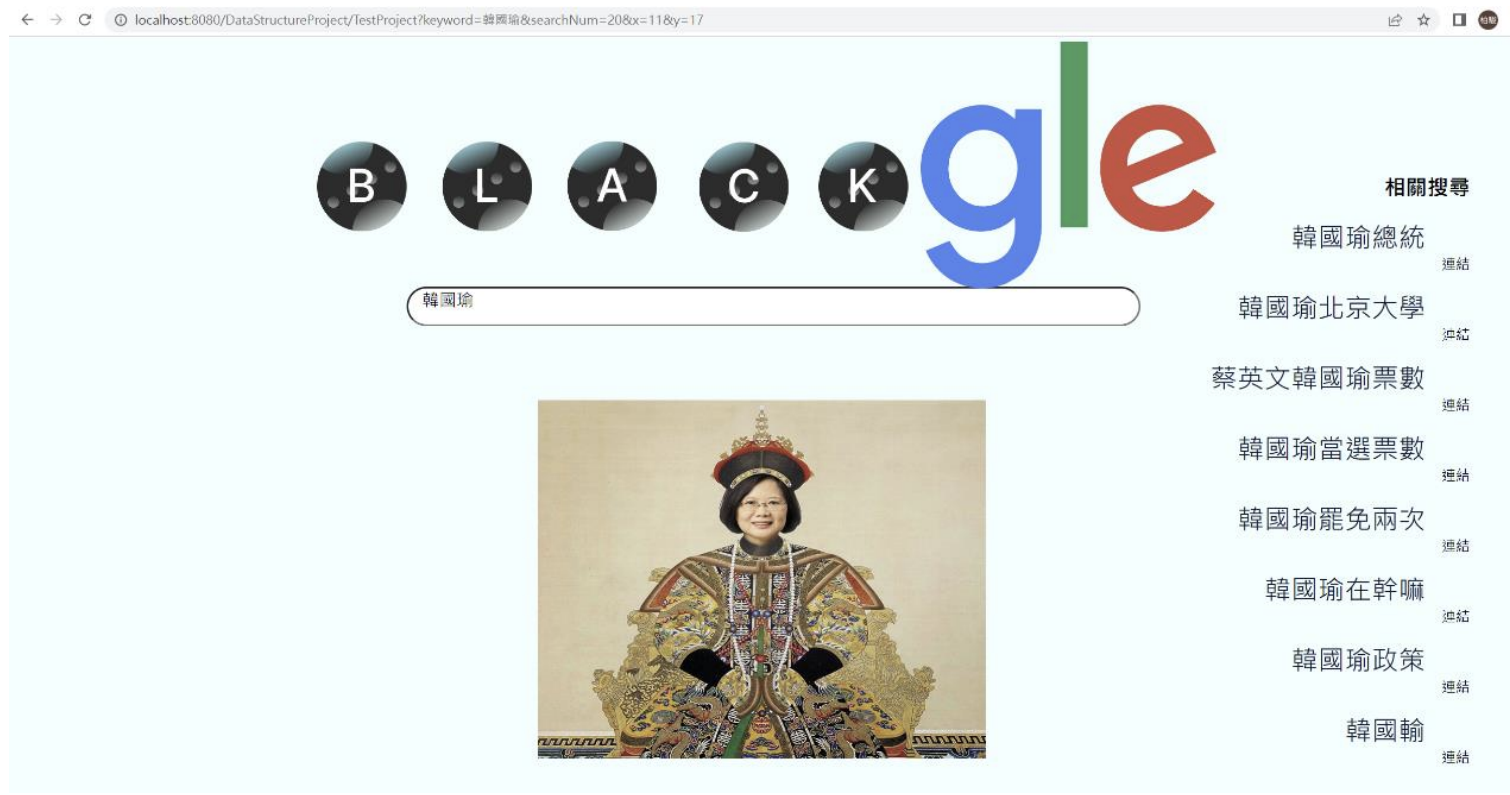 localhost:8080/DataStructureProject/TestProject?keyword=韓國瑜&searchNum=20&x=11&y=17
柏翰
BLACKgle
韓國瑜
相關搜尋
韓國瑜總統
連結
韓國瑜北京大學
連結
蔡英文韓國瑜票數
連結
韓國瑜當選票數
連結
韓國瑜罷免兩次
連結
韓國瑜在幹嘛
連結
韓國瑜政策
連結
韓國輸
連結